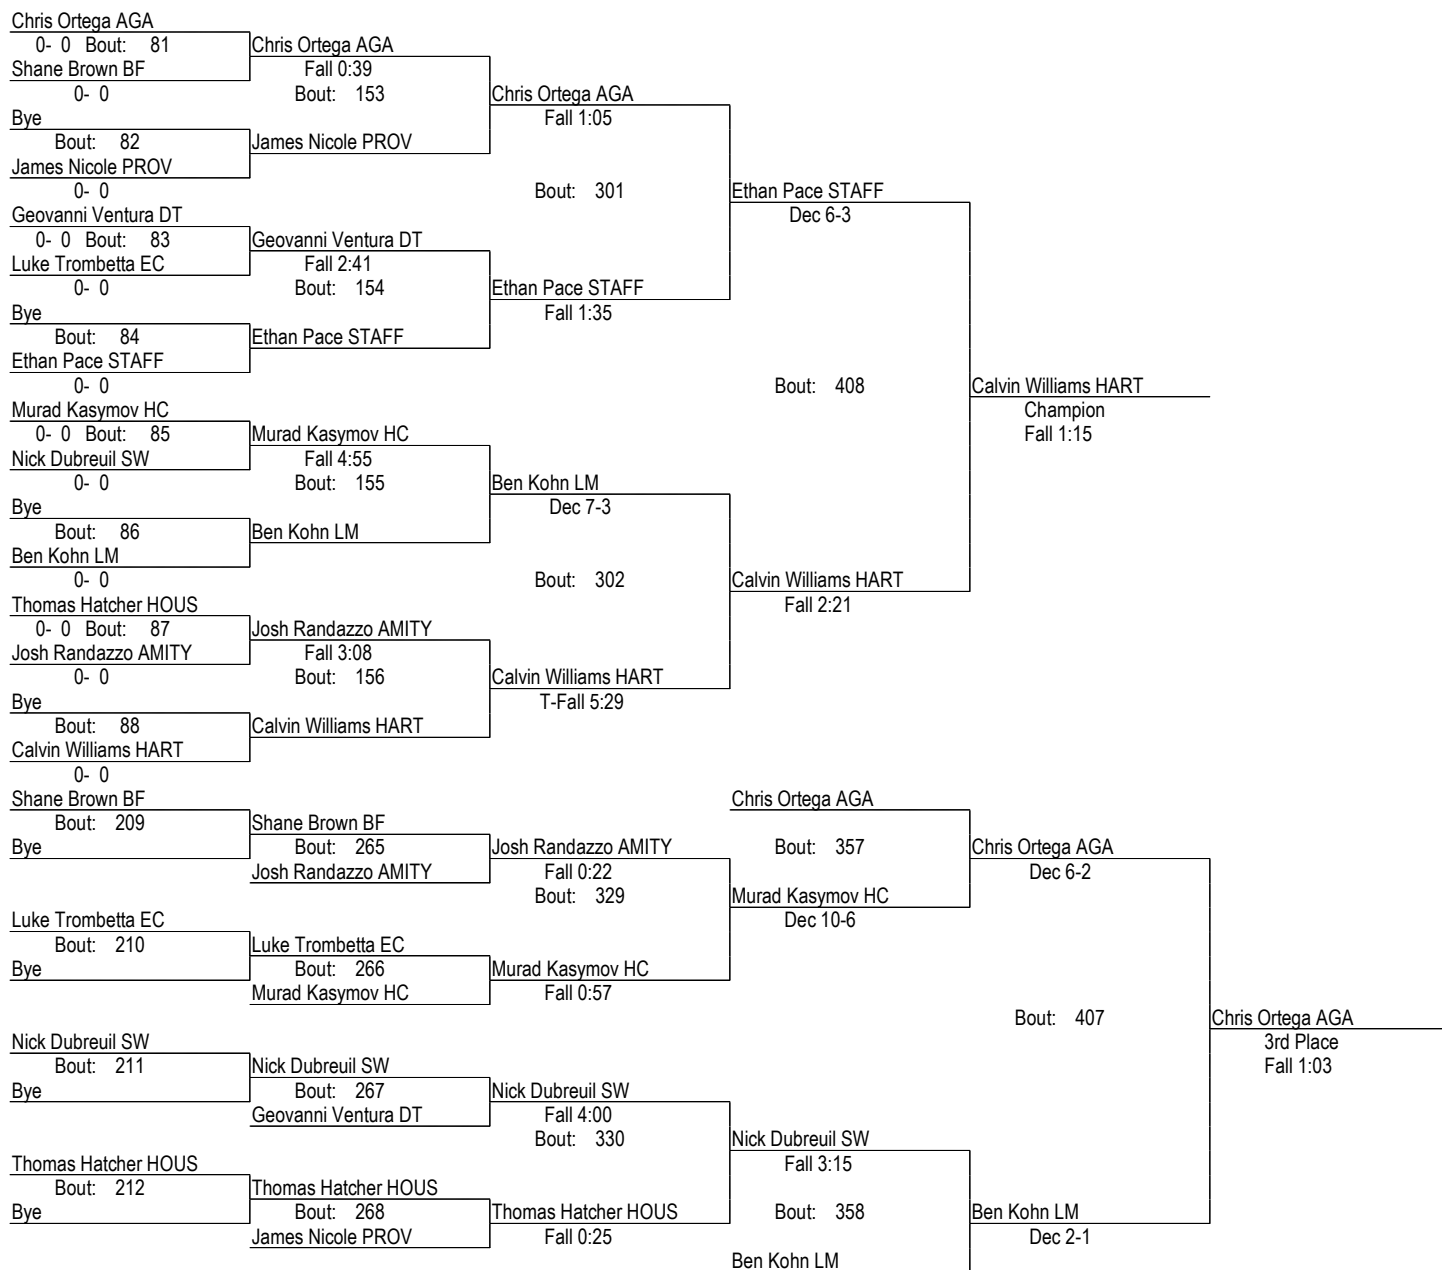 Chris Ortega AGA
0- 0 Bout: 81
Chris Ortega AGA
Shane Brown BF
Fall 0:39
0- 0
Bout: 153
Chris Ortega AGA
Bye
Fall 1:05
Bout: 82
James Nicole PROV
James Nicole PROV
0- 0
Bout: 301
Ethan Pace STAFF
Geovanni Ventura DT
Dec 6-3
0- 0 Bout: 83
Geovanni Ventura DT
Luke Trombetta EC
Fall 2:41
0- 0
Bout: 154
Ethan Pace STAFF
Bye
Fall 1:35
Bout: 84
Ethan Pace STAFF
Ethan Pace STAFF
0- 0
Bout: 408
Calvin Williams HART
Murad Kasymov HC
Champion
0- 0 Bout: 85
Murad Kasymov HC
Fall 1:15
Nick Dubreuil SW
Fall 4:55
0- 0
Bout: 155
Ben Kohn LM
Bye
Dec 7-3
Bout: 86
Ben Kohn LM
Ben Kohn LM
0- 0
Bout: 302
Calvin Williams HART
Thomas Hatcher HOUS
Fall 2:21
0- 0 Bout: 87
Josh Randazzo AMITY
Josh Randazzo AMITY
Fall 3:08
0- 0
Bout: 156
Calvin Williams HART
Bye
T-Fall 5:29
Bout: 88
Calvin Williams HART
Calvin Williams HART
0- 0
Shane Brown BF
Chris Ortega AGA
Bout: 209
Shane Brown BF
Bye
Bout: 265
Josh Randazzo AMITY
Bout: 357
Chris Ortega AGA
Josh Randazzo AMITY
Fall 0:22
Dec 6-2
Bout: 329
Murad Kasymov HC
Luke Trombetta EC
Dec 10-6
Bout: 210
Luke Trombetta EC
Bye
Bout: 266
Murad Kasymov HC
Murad Kasymov HC
Fall 0:57
Bout: 407
Chris Ortega AGA
Nick Dubreuil SW
3rd Place
Bout: 211
Nick Dubreuil SW
Fall 1:03
Bye
Bout: 267
Nick Dubreuil SW
Geovanni Ventura DT
Fall 4:00
Bout: 330
Nick Dubreuil SW
Thomas Hatcher HOUS
Fall 3:15
Bout: 212
Thomas Hatcher HOUS
Bye
Bout: 268
Thomas Hatcher HOUS
Bout: 358
Ben Kohn LM
James Nicole PROV
Fall 0:25
Dec 2-1
Ben Kohn LM